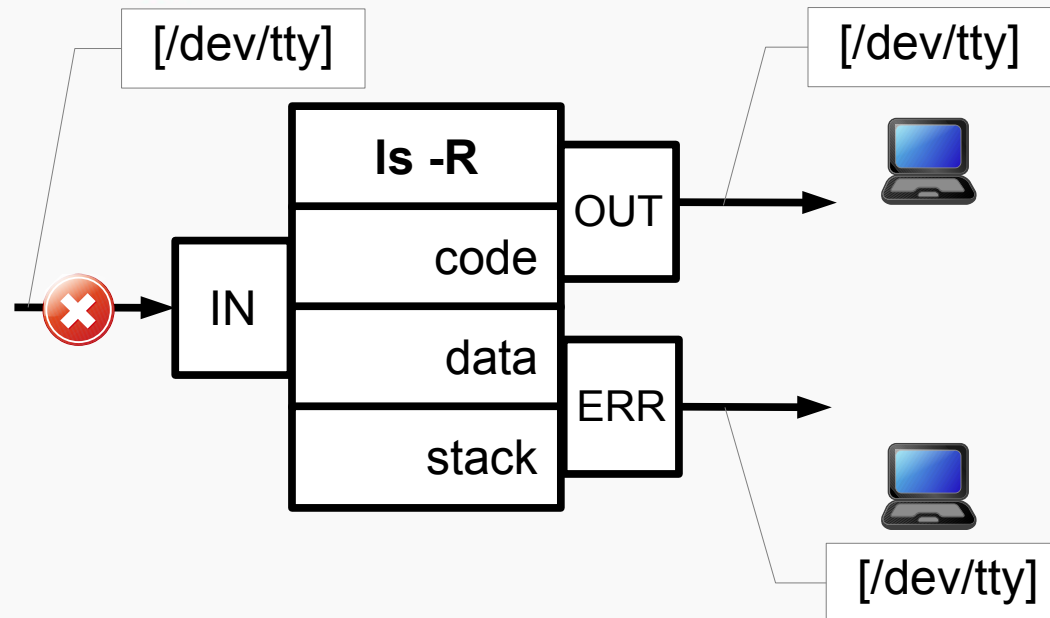 [/dev/tty]
[/dev/tty]
ls -R
OUT
code
IN
data
ERR
stack
[/dev/tty]